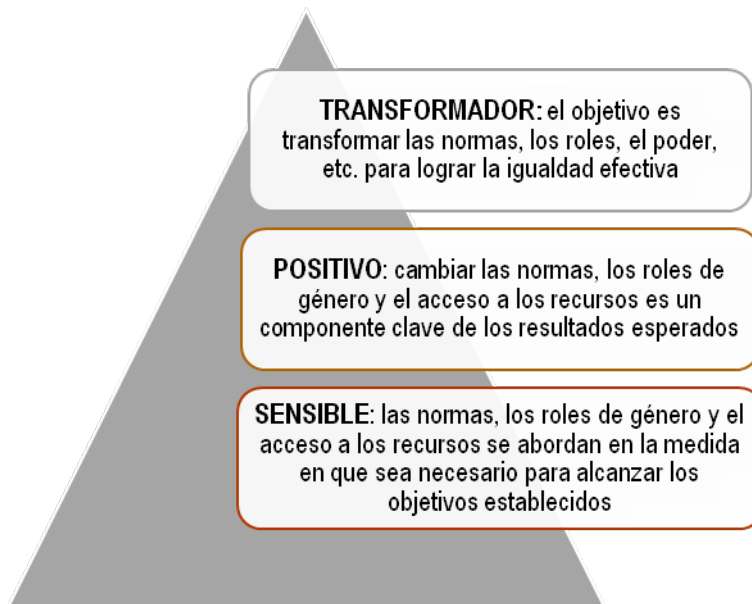 TRANSFORMADOR: el objetivo es
transformar las normas, los roles, el poder,
etc. para lograr la igualdad efectiva
POSITIVO: cambiar las normas, los roles de
género y el acceso a los recursos es un
componente clave de los resultados esperados
SENSIBLE: las normas, los roles de género y el
acceso a los recursos se abordan en la medida
en que sea necesario para alcanzar los
objetivos establecidos